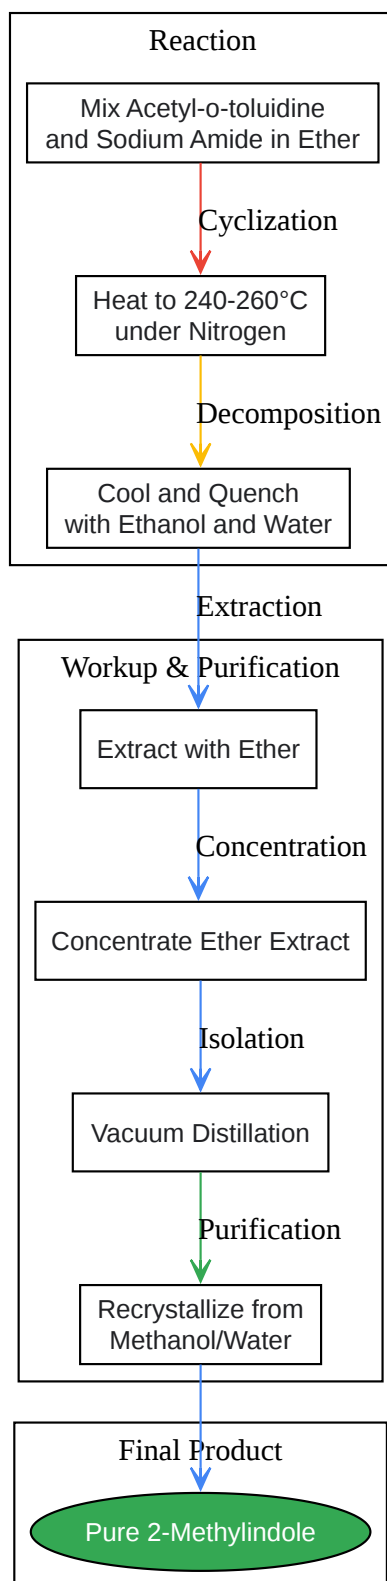 Reaction
Mix Acetyl-o-toluidine
and Sodium Amide in Ether
Cyclization
Heat to 240-260°C
under Nitrogen
Decomposition
Cool and Quench
with Ethanol and Water
Extraction
Workup & Purification
Extract with Ether
Concentration
Concentrate Ether Extract
Isolation
Vacuum Distillation
Purification
Recrystallize from
Methanol/Water
Final Product
Pure 2-Methylindole